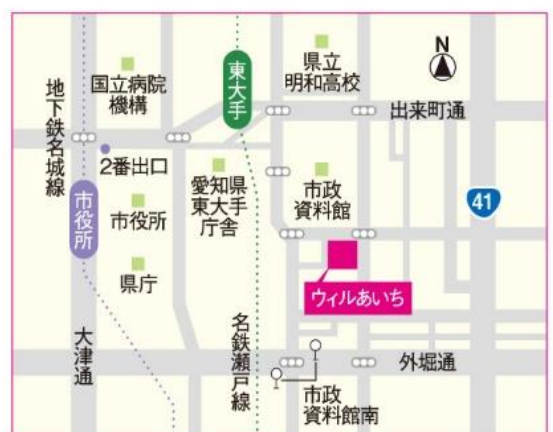 N
国立病院
機構
東大手
県立
明和高校
地下鉄名城線
出来町通
2番出口
愛知県
東大手
庁舎
市政
資料館
41
市役所
市役所
県庁
ウィルあいち
大津通
名鉄瀬戸線
外堀通
市政
資料館南